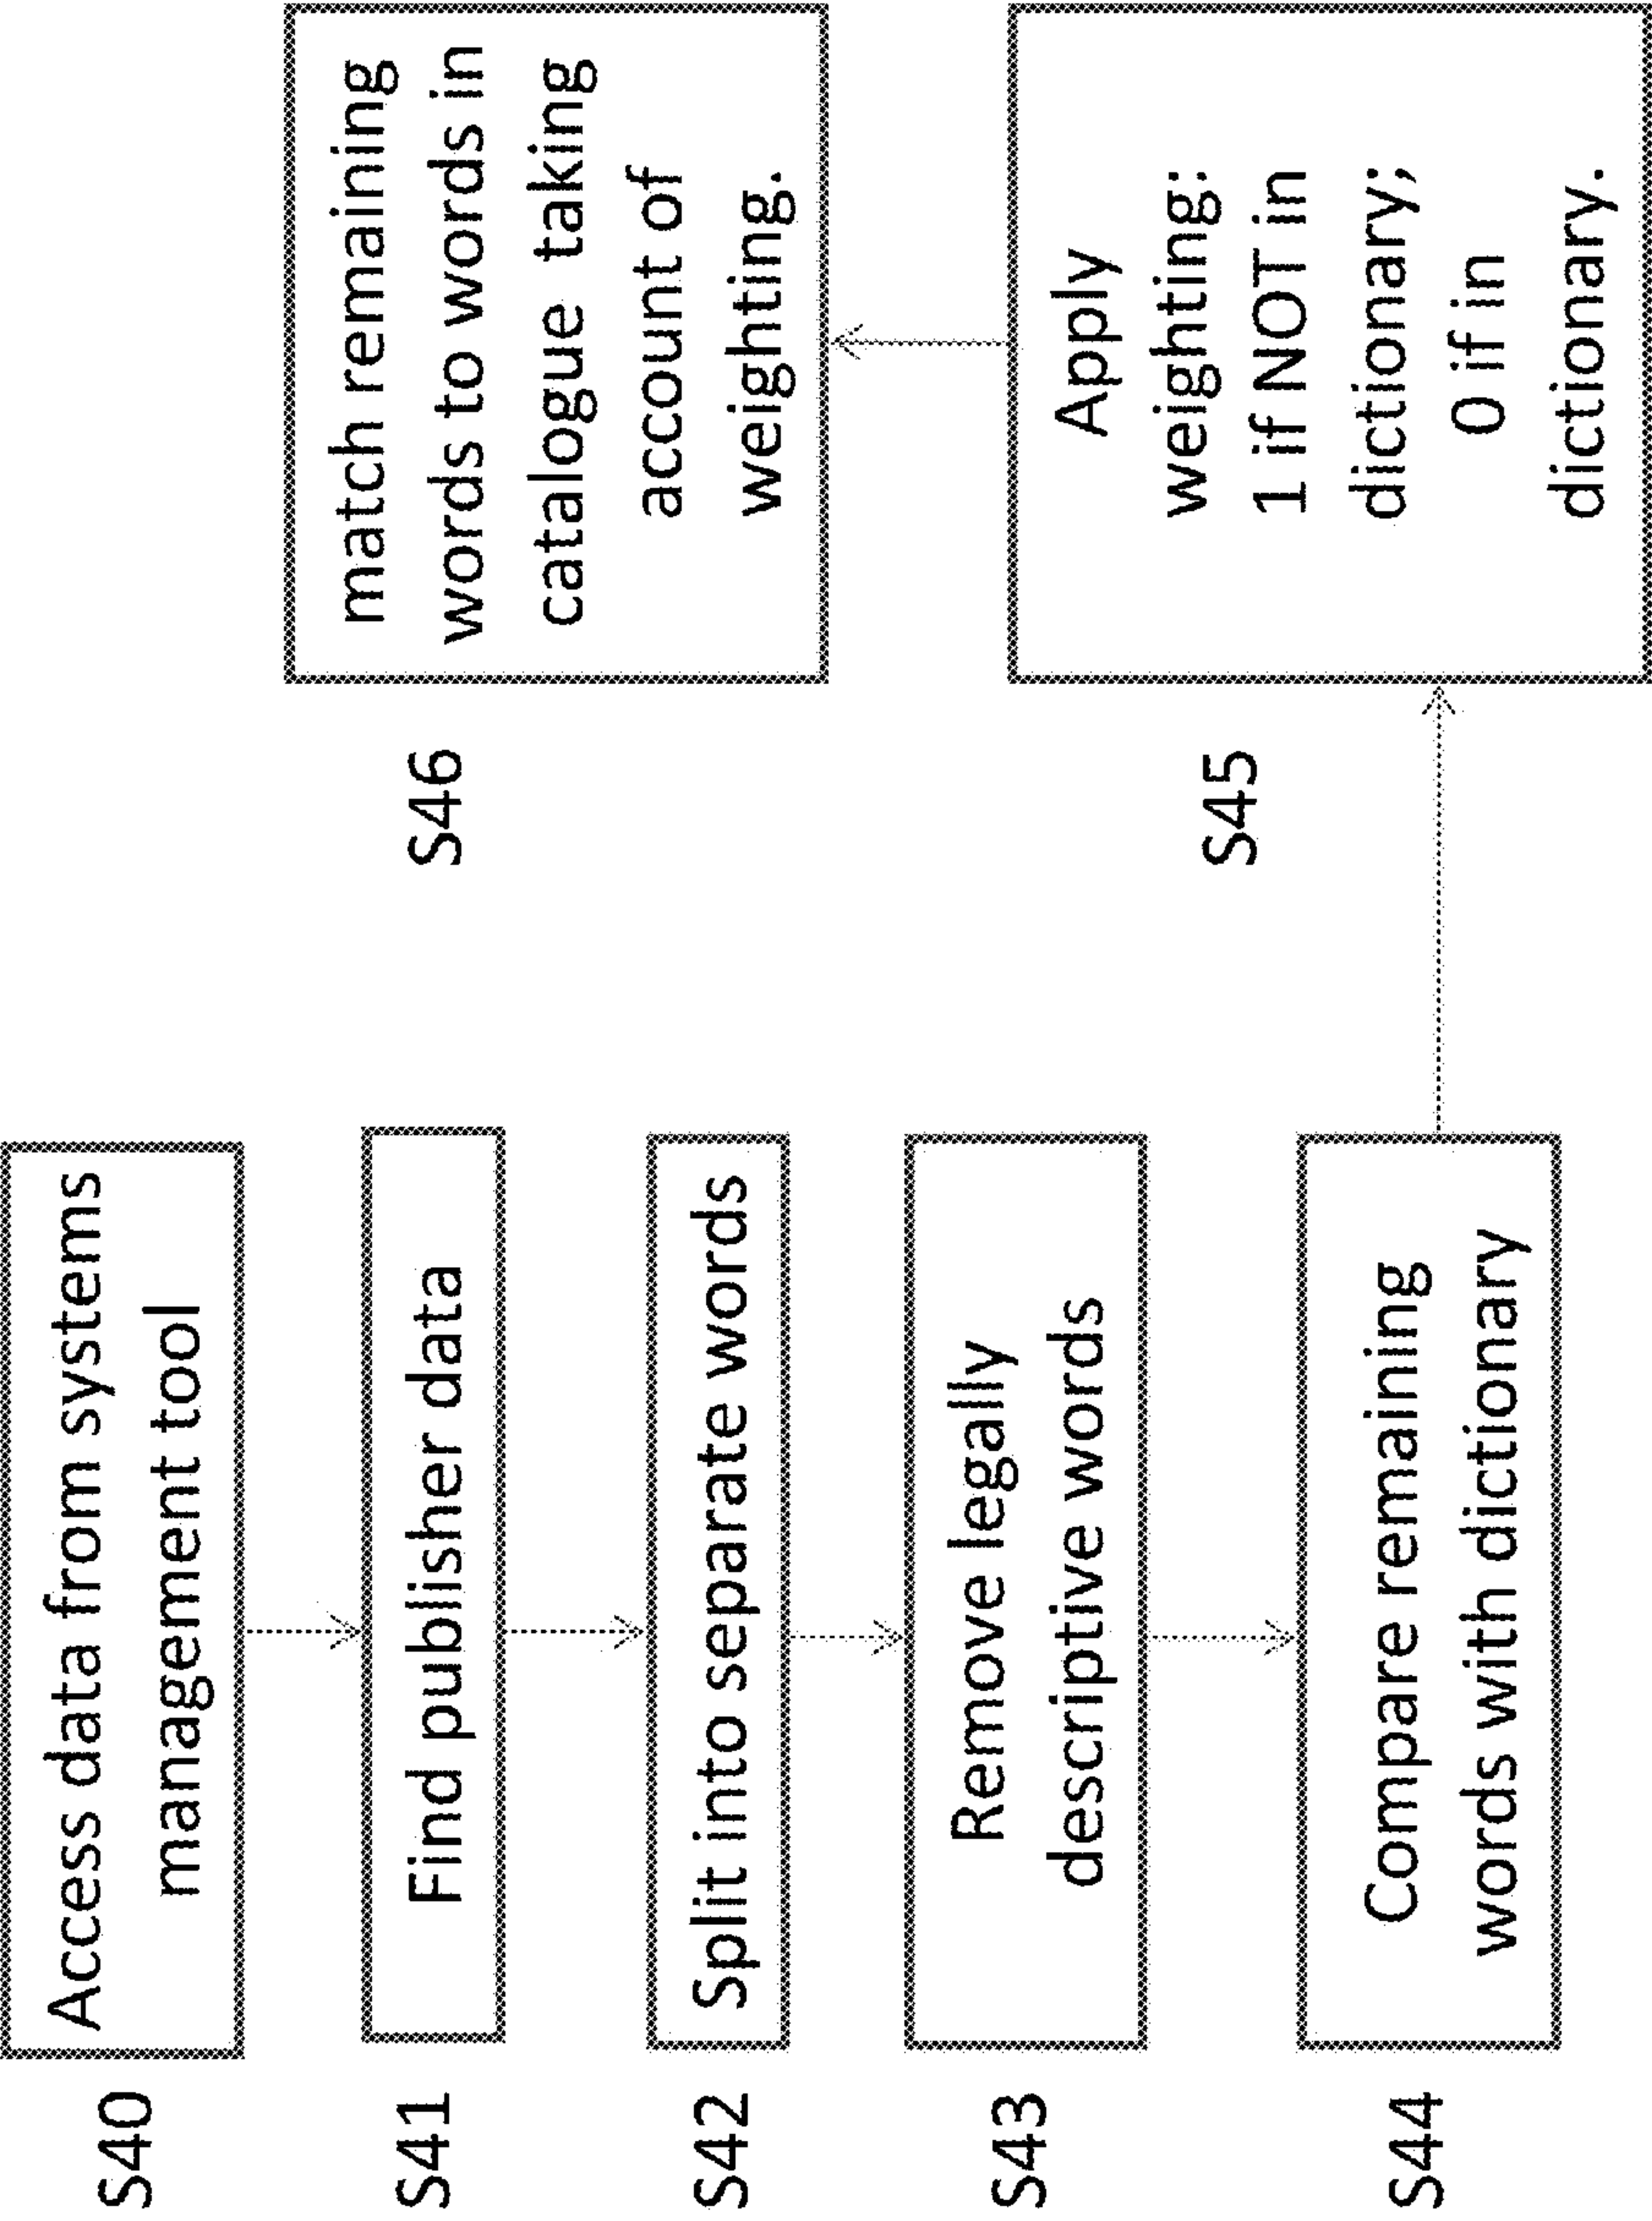 S40
Access data from systems
management tool
S41
Find publisher data
S42
Split into separate words
S43
Remove legally
descriptive words
S44
Compare remaining
words with dictionary
S45
Apply
weighting:
1 if NOT in
dictionary;
0 if in
dictionary.
S46
match remaining
words to words in
catalogue taking
account of
weighting.